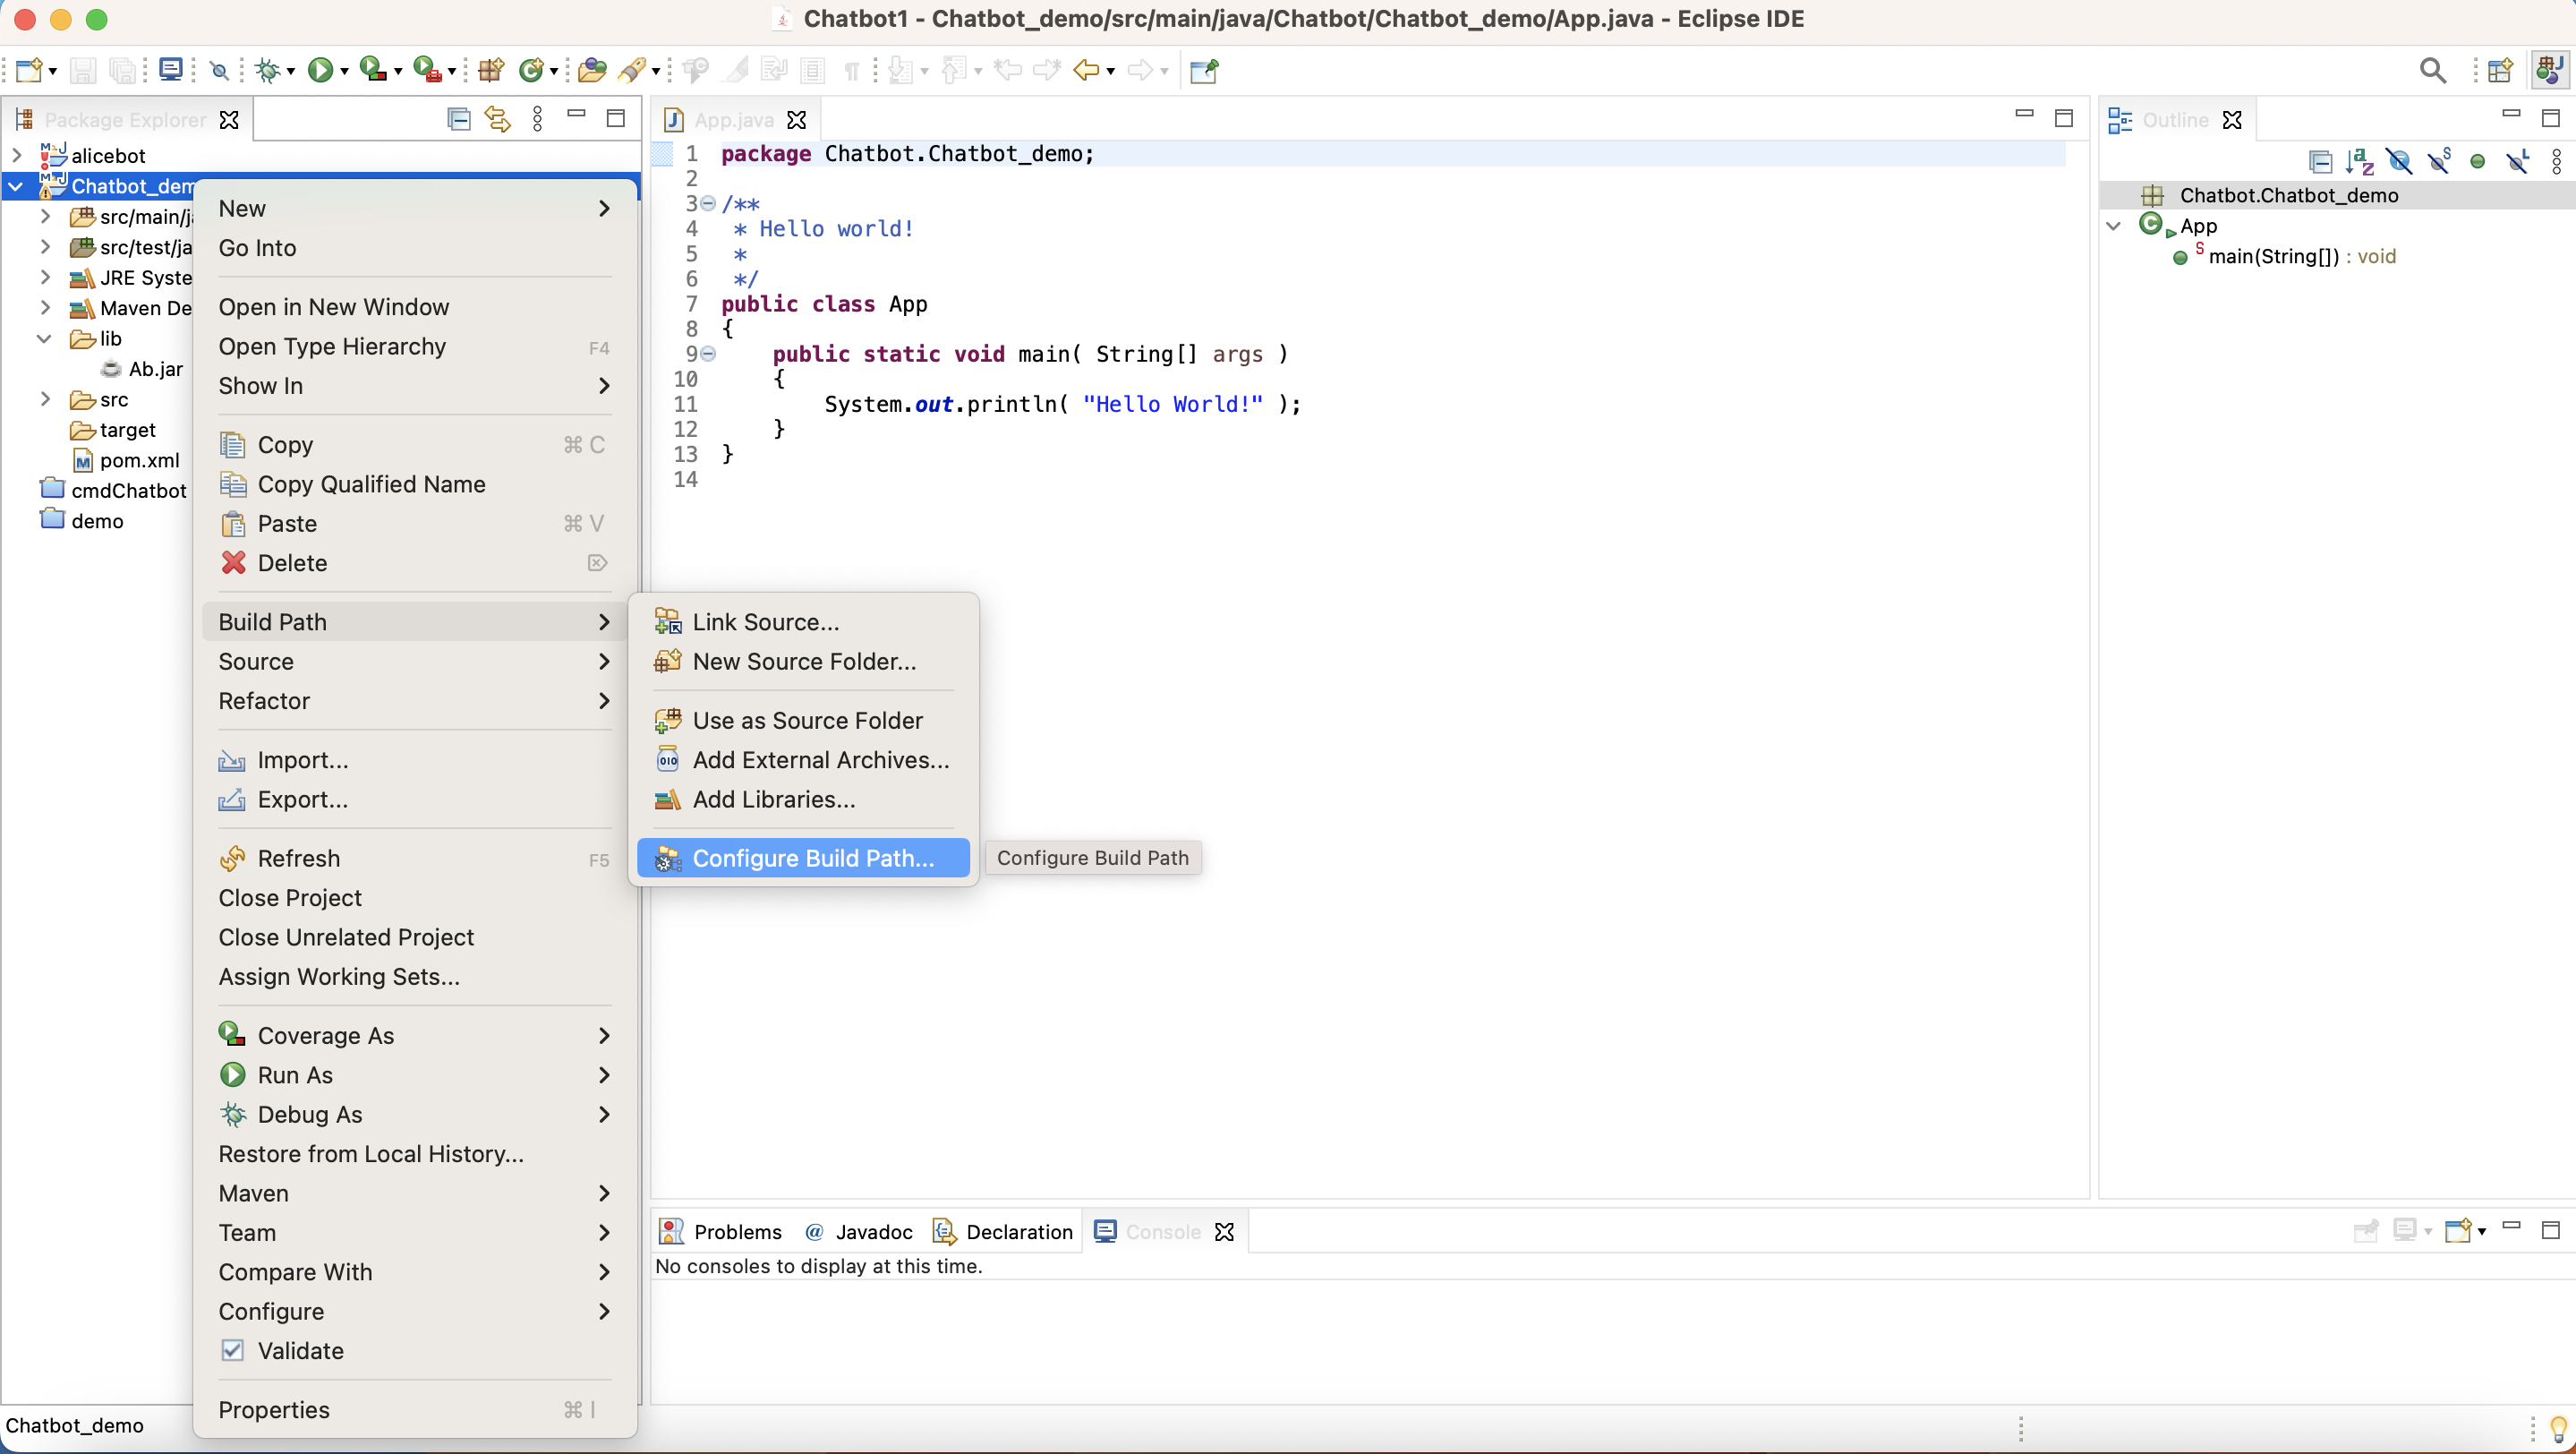 Chatbot1 - Chatbot_demo/src/main/java/Chatbot/Chatbot_demo/App.java - Eclipse IDE
Package Explorer
alicebot
Chatbot_dem
src/main/j
src/test/ja
JRE Syste
Maven De
lib
Ab.jar
src
target
pom.xml
cmdChatbot
demo
New
Go Into
Open in New Window
Open Type Hierarchy F4
Show In
Copy ⌘ C
Copy Qualified Name
Paste ⌘ V
Delete ⌦
Build Path
Source
Refactor
Import...
Export...
Refresh F5
Close Project
Close Unrelated Project
Assign Working Sets...
Coverage As
Run As
Debug As
Restore from Local History...
Maven
Team
Compare With
Configure
Validate
Properties ⌘ I
Link Source...
New Source Folder...
Use as Source Folder
Add External Archives...
Add Libraries...
Configure Build Path...
Configure Build Path
App.java
1 package Chatbot.Chatbot_demo;
2
3 /**
4 * Hello world!
5 *
6 */
7 public class App
8 {
9 public static void main( String[] args )
10 {
11 System.out.println( "Hello World!" );
12 }
13 }
14
Outline
Chatbot.Chatbot_demo
App
main(String[]) : void
Problems
@ Javadoc
Declaration
Console
No consoles to display at this time.
Chatbot_demo